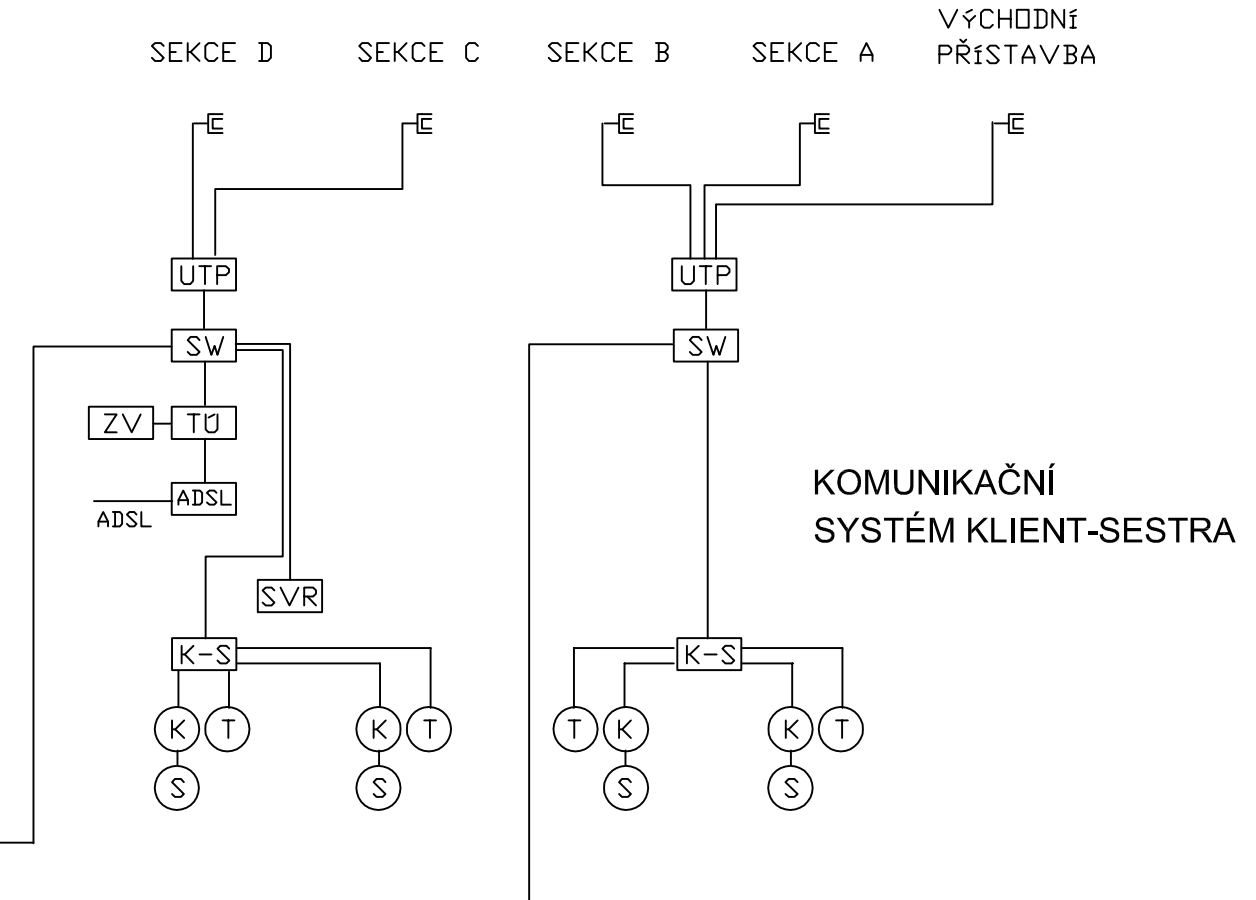 VÝCHODNÍ
SEKCE D SEKCE C SEKCE B SEKCE A PŘÍSTAVBA
UTP UTP
SW SW
ZV TÚ
ADSL
ADSL
KOMUNIKAČNÍ
SYSTÉM KLIENT-SESTRA
SVR
K-S K-S
K T K T T K K T
S S S S